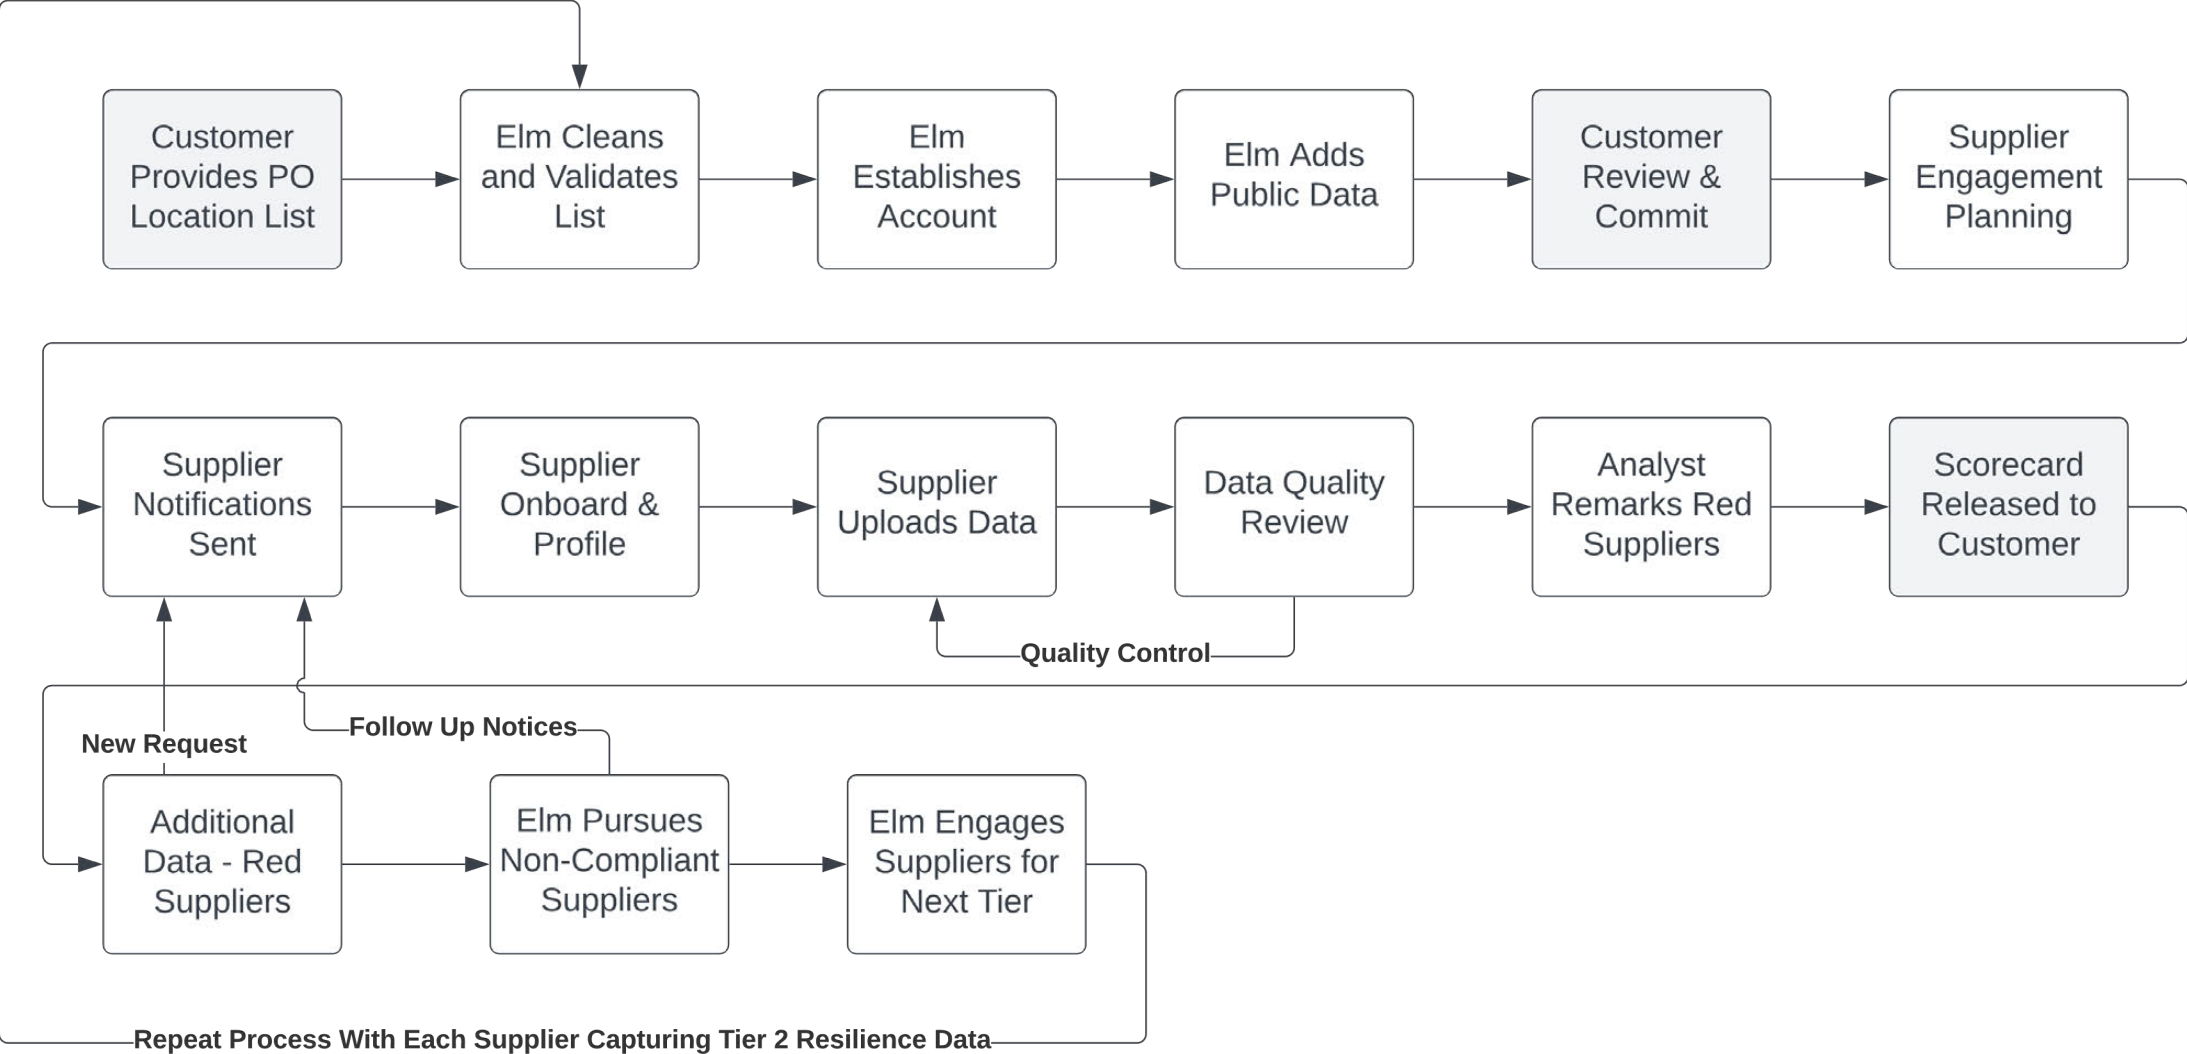 Customer
Provides PO
Location List
Elm Cleans
and Validates
List
Elm
Establishes
Account
Elm Adds
Public Data
Customer
Review &
Commit
Supplier
Engagement
Planning
Supplier
Notifications
Sent
Supplier
Onboard &
Profile
Supplier
Uploads Data
Data Quality
Review
Analyst
Remarks Red
Suppliers
Scorecard
Released to
Customer
Quality Control
New Request
Follow Up Notices
Additional
Data - Red
Suppliers
Elm Pursues
Non-Compliant
Suppliers
Elm Engages
Suppliers for
Next Tier
Repeat Process With Each Supplier Capturing Tier 2 Resilience Data